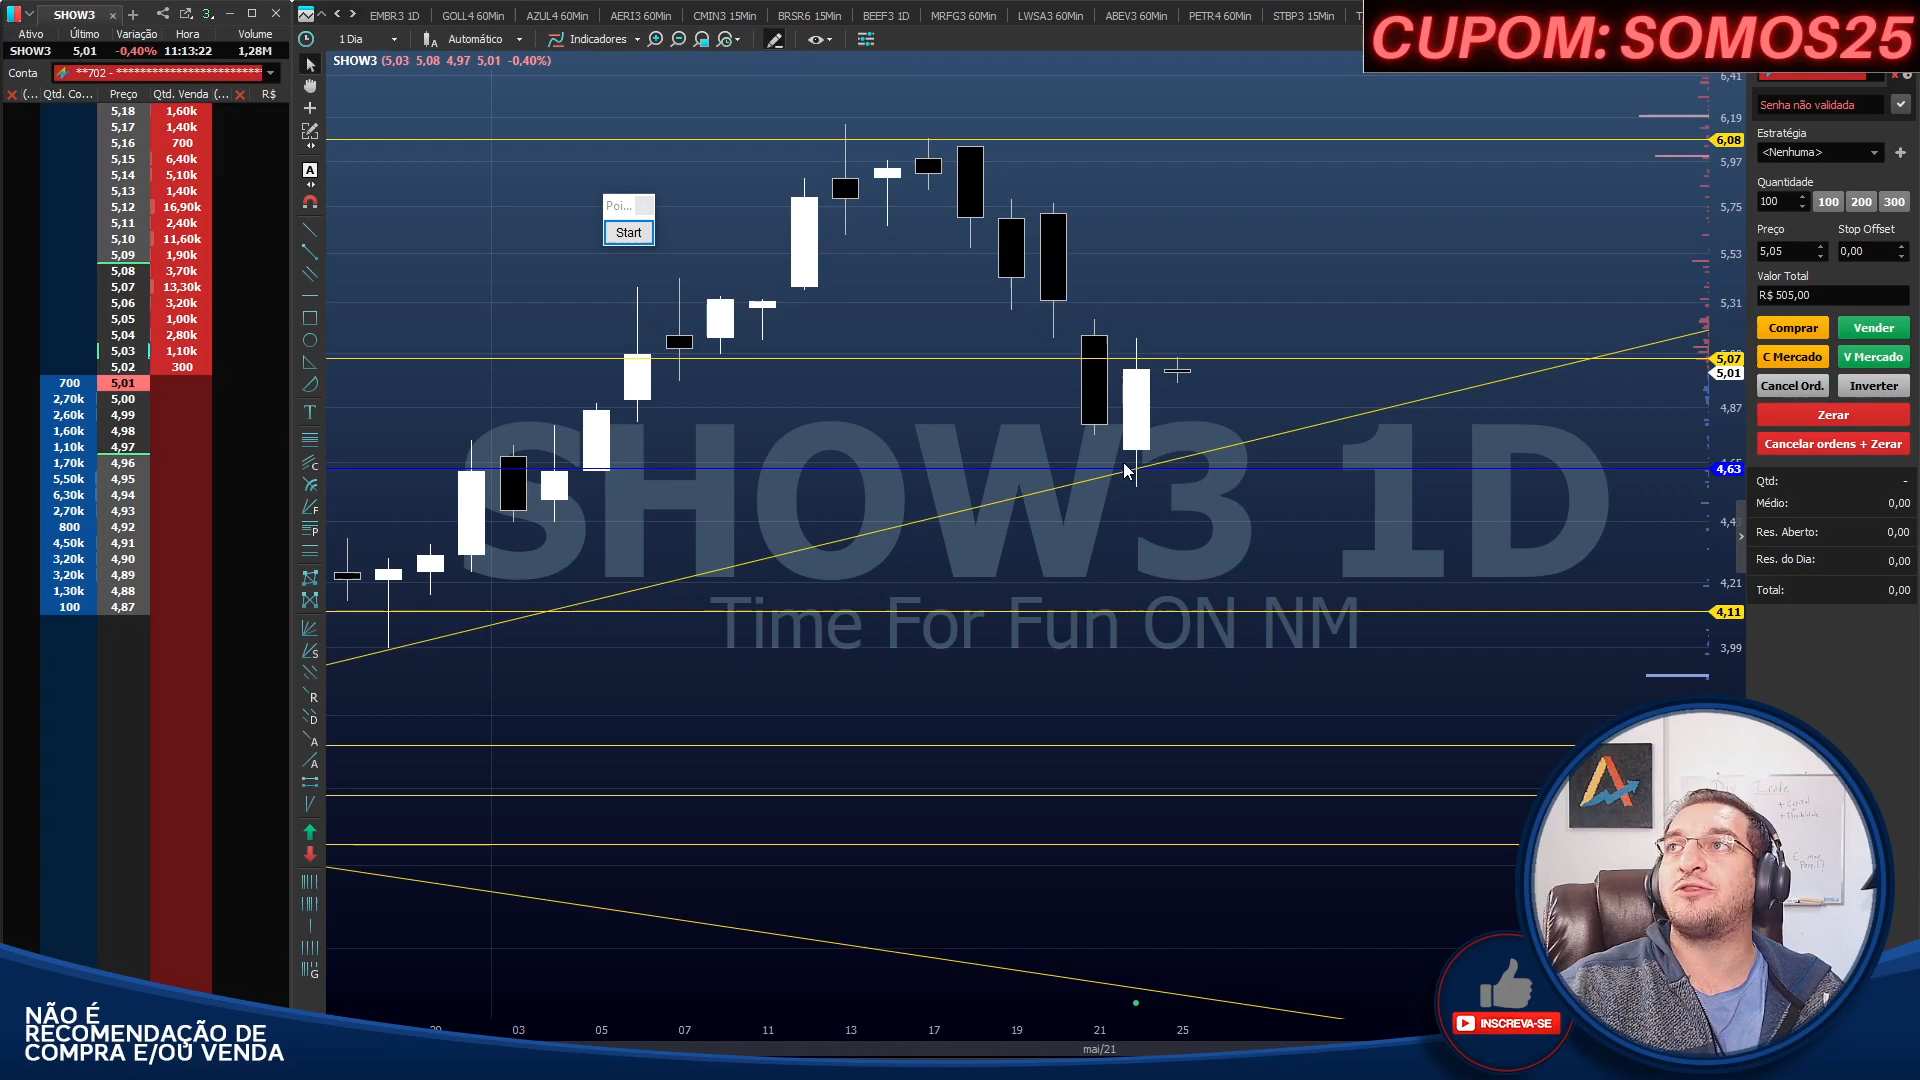 SHOW3
EMBR3 1D
GOLL4 60Min
AZUL4 60Min
AERI3 60Min
CMIN3 15Min
BRSR6 15Min
BEEF3 1D
MRFG3 60Min
LWSA3 60Min
ABEV3 60Min
PETR4 60Min
STBP3 15Min
CUPOM: SOMOS25
Ativo Último Variação Hora Volume
SHOW3 5,01 -0,40% 11:13:22 1,28M
Conta **702 -
1 Dia
Automático
Indicadores
SHOW3 (5,03 5,08 4,97 5,01 -0,40%)
(... Qtd. Co... Preço Qtd. Venda (... R$
5,18 1,60k
5,17 1,40k
5,16 700
5,15 6,40k
5,14 5,10k
5,13 1,40k
5,12 16,90k
5,11 2,40k
5,10 11,60k
5,09 1,90k
5,08 3,70k
5,07 13,30k
5,06 3,20k
5,05 1,00k
5,04 2,80k
5,03 1,10k
5,02 300
700 5,01
2,70k 5,00
2,60k 4,99
1,60k 4,98
1,10k 4,97
1,70k 4,96
5,50k 4,95
6,30k 4,94
2,70k 4,93
800 4,92
4,50k 4,91
3,20k 4,90
3,20k 4,89
1,30k 4,88
100 4,87
Poi...
Start
SHOW3 1D
Time For Fun ON NM
6,41
6,19
6,08
5,97
5,75
5,53
5,31
5,07
5,01
4,87
4,63
4,21
4,11
3,99
03
05
07
11
13
17
19
21
25
mai/21
Senha não validada
Estratégia
<Nenhuma>
Quantidade
100 100 200 300
Preço Stop Offset
5,05 0,00
Valor Total
R$ 505,00
Comprar Vender
C Mercado V Mercado
Cancel Ord. Inverter
Zerar
Cancelar ordens + Zerar
Qtd: -
Médio: 0,00
Res. Aberto: 0,00
Res. do Dia: 0,00
Total: 0,00
NÃO É
RECOMENDAÇÃO DE
COMPRA E/OU VENDA
INSCREVA-SE